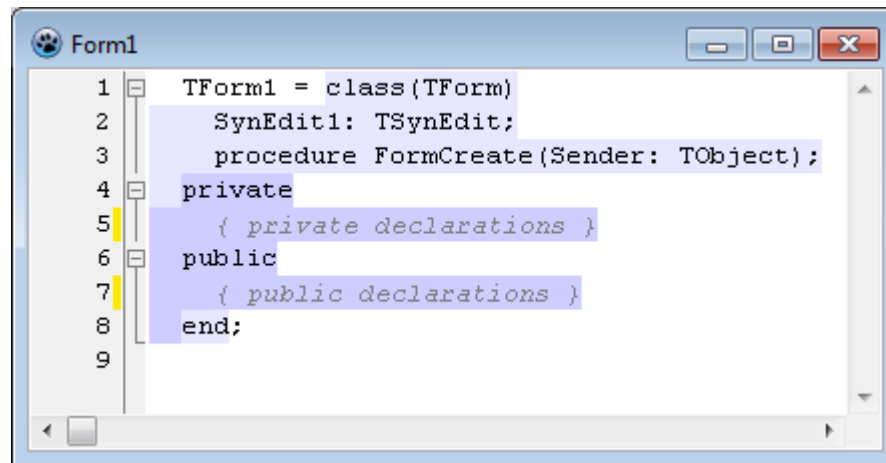 Form1
1 TForm1 = class(TForm)
2 SynEdit1: TSynEdit;
3 procedure FormCreate(Sender: TObject);
4 private
5 { private declarations }
6 public
7 { public declarations }
8 end;
9